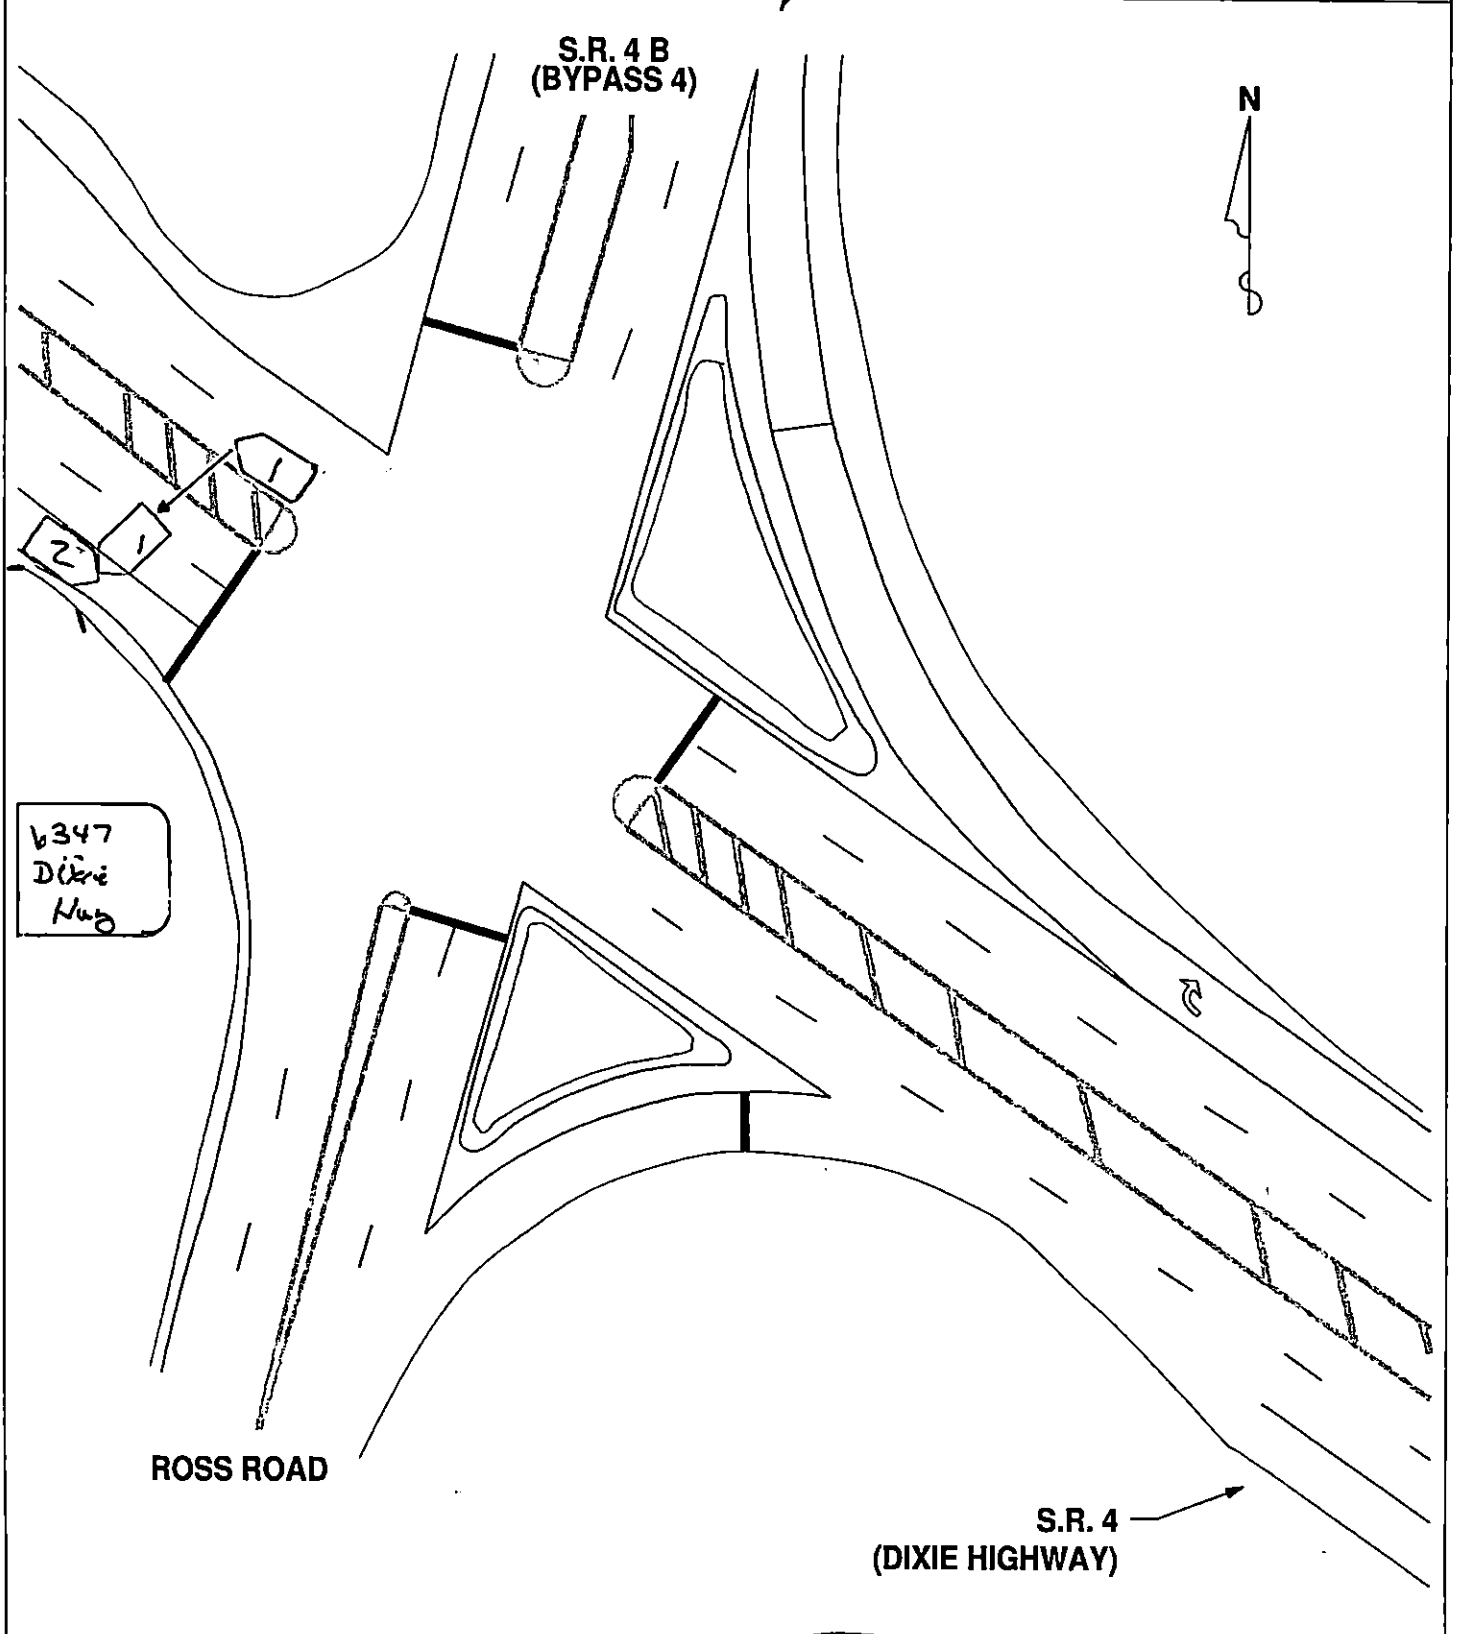 S.R. 4 B
(BYPASS 4)
N
1
1
2
6347
Dixie
Hwy
ROSS ROAD
S.R. 4
(DIXIE HIGHWAY)